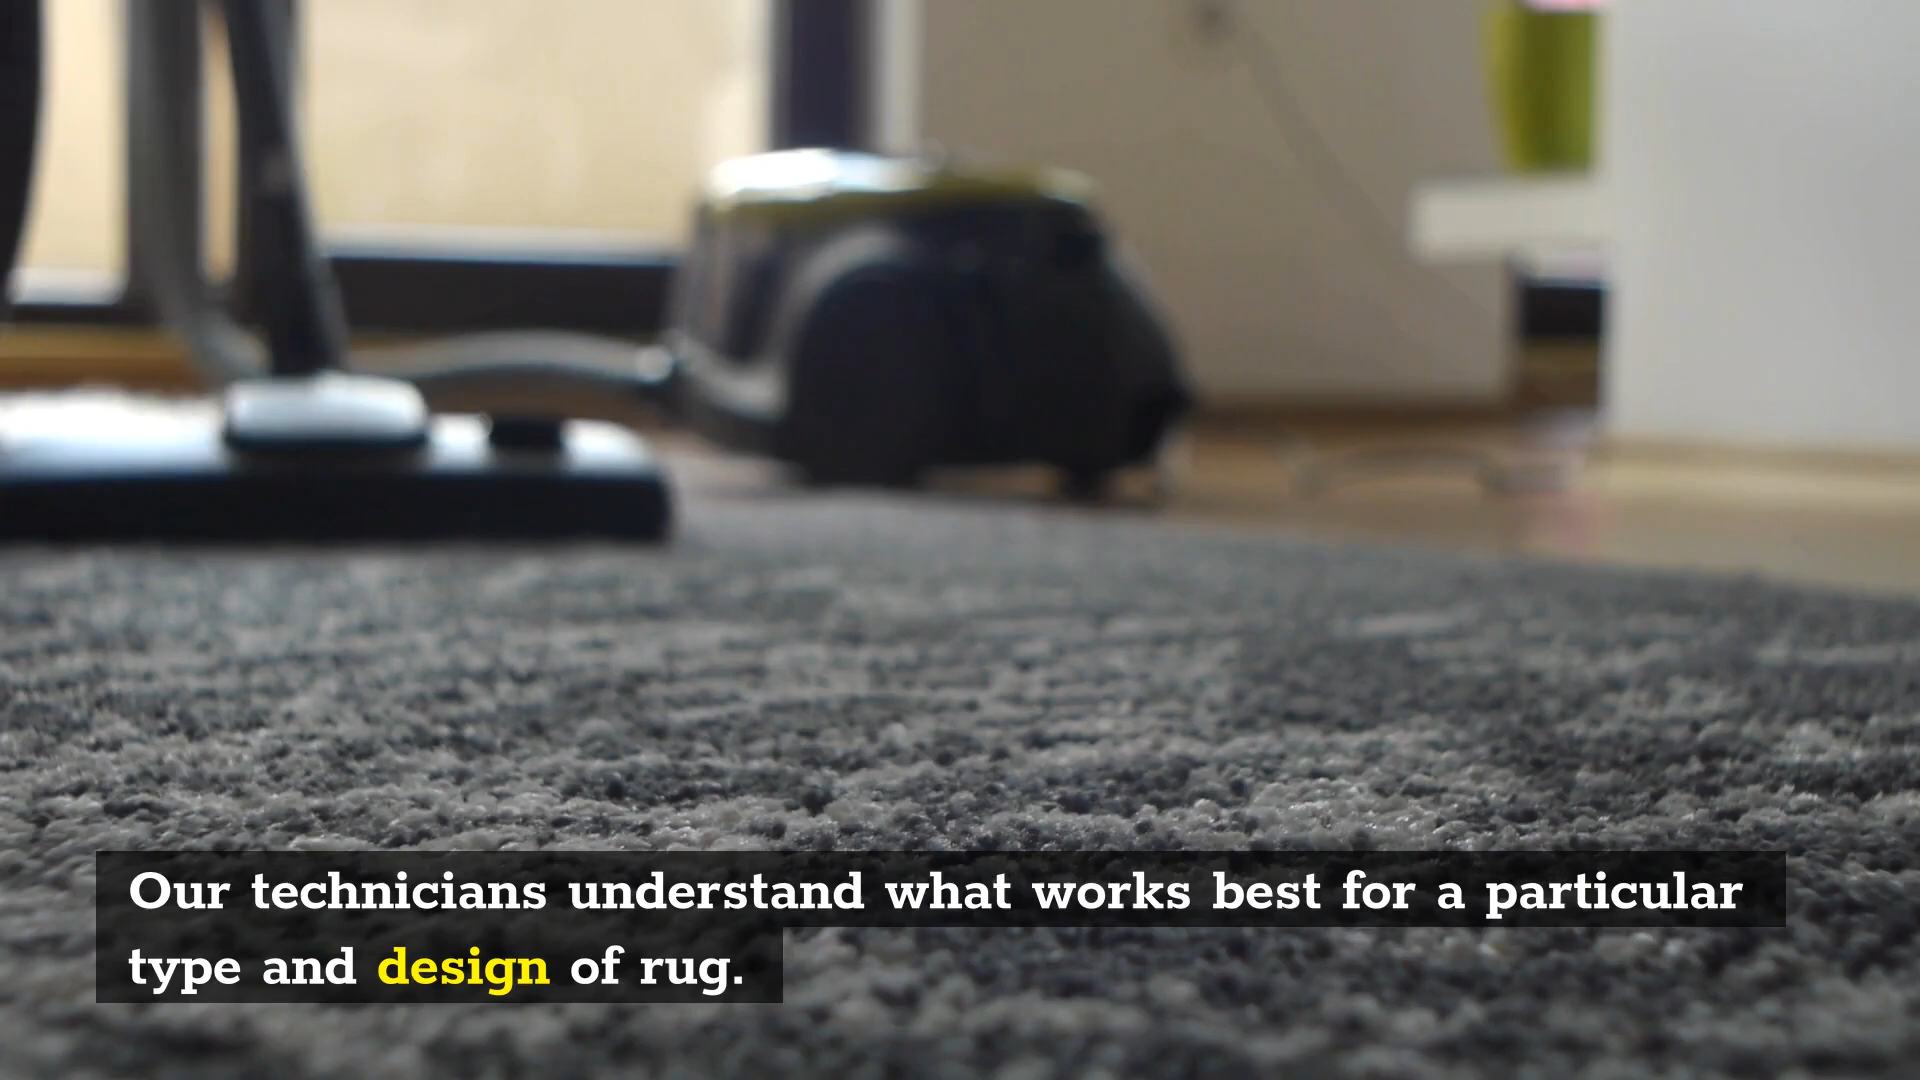 Our technicians understand what works best for a particular
type and design of rug.